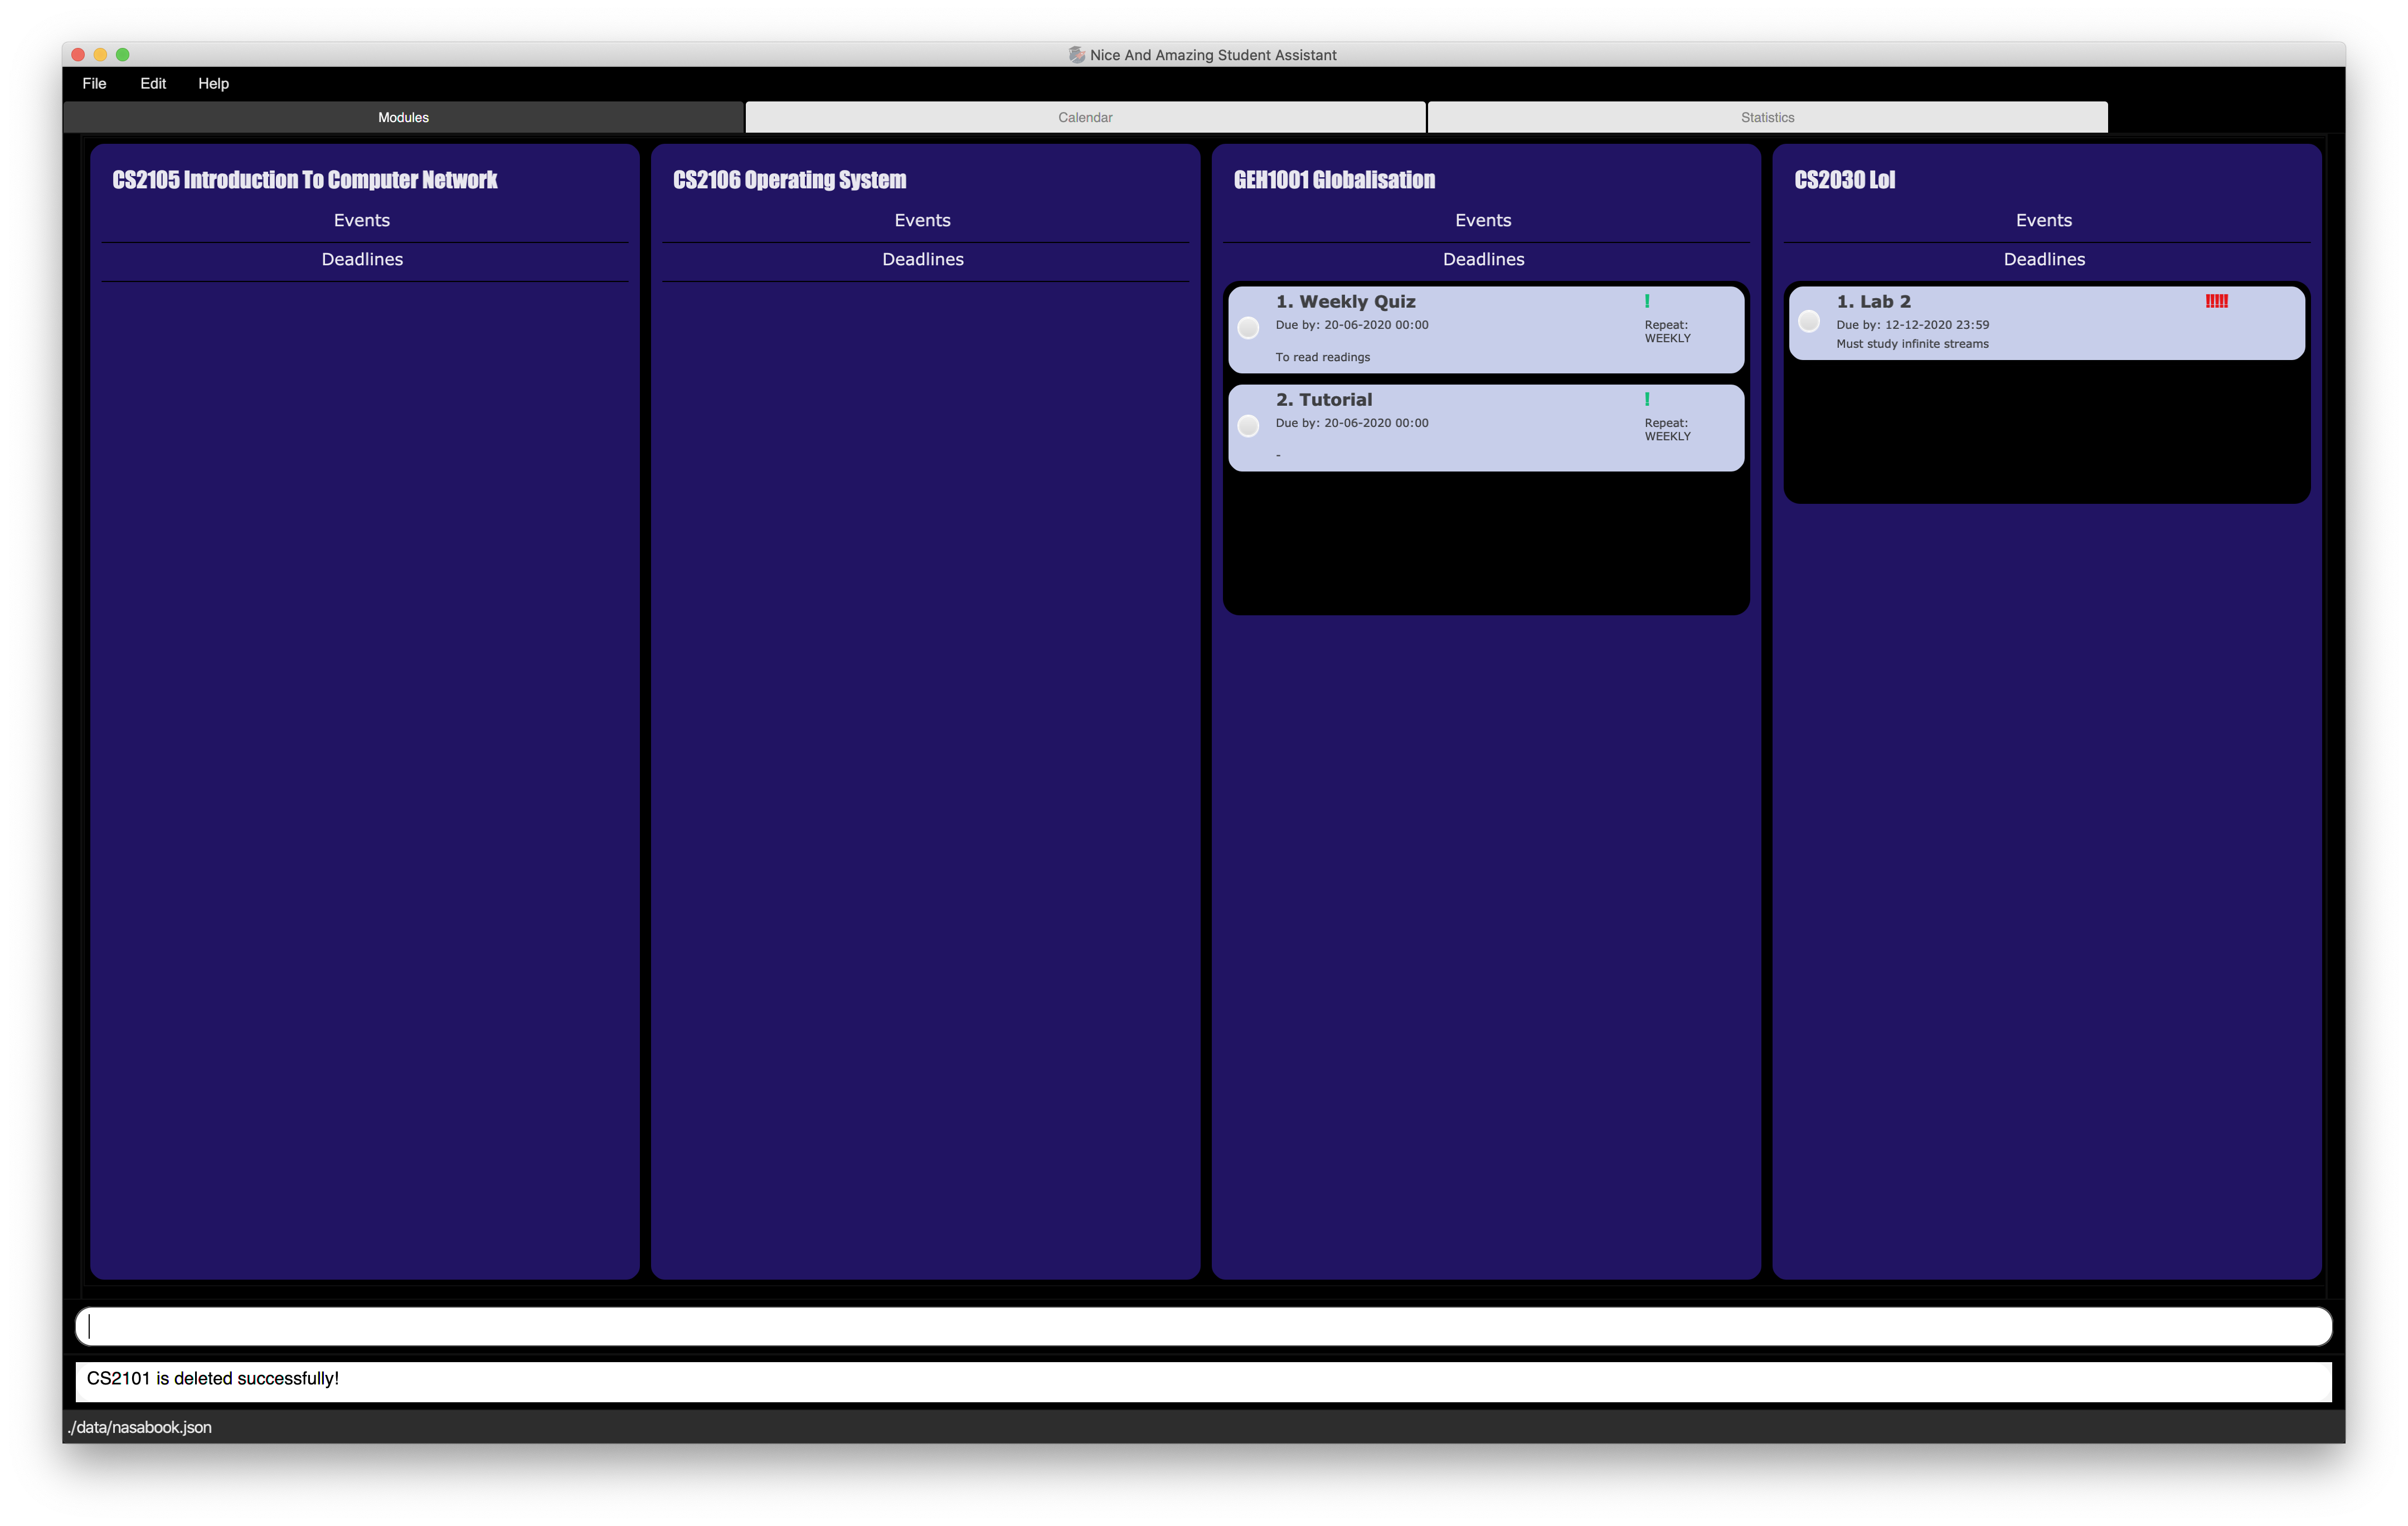 Nice And Amazing Student Assistant
File Edit Help
Modules Calendar Statistics
CS2105 Introduction To Computer Network
Events
Deadlines
CS2106 Operating System
Events
Deadlines
GEH1001 Globalisation
Events
Deadlines
1. Weekly Quiz !
Due by: 20-06-2020 00:00 Repeat:
WEEKLY
To read readings
2. Tutorial !
Due by: 20-06-2020 00:00 Repeat:
WEEKLY
-
CS2030 Lol
Events
Deadlines
1. Lab 2 !!!!!
Due by: 12-12-2020 23:59
Must study infinite streams
CS2101 is deleted successfully!
./data/nasabook.json